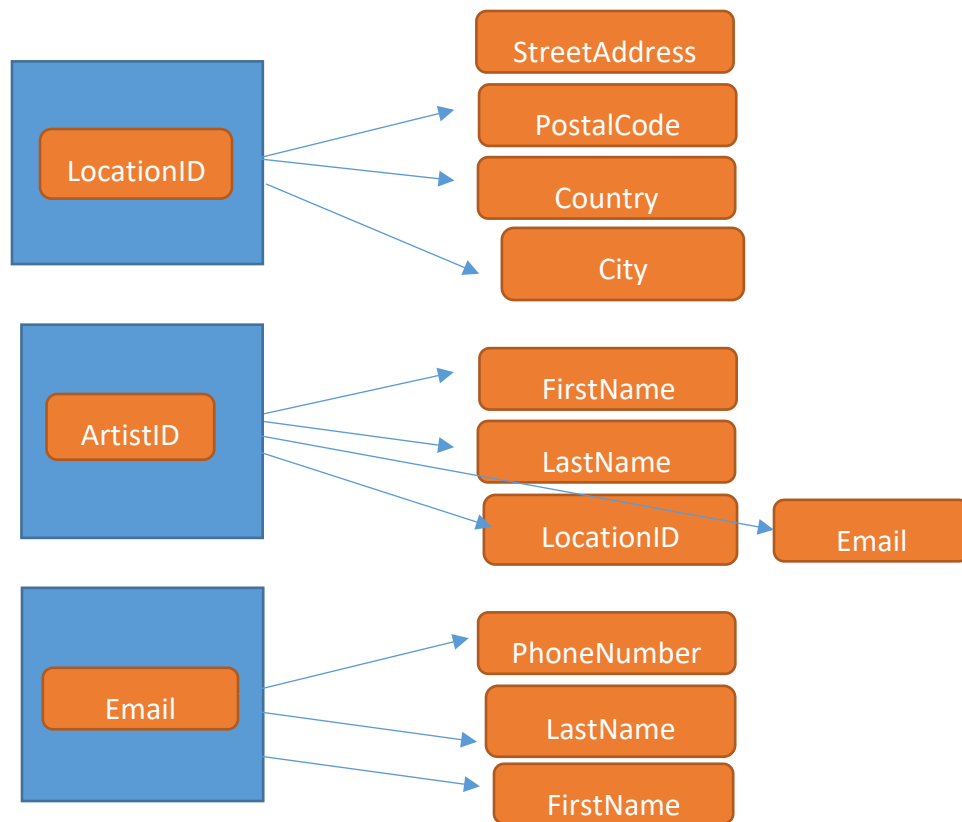 StreetAddress
PostalCode
LocationID
Country
City
FirstName
ArtistID
LastName
LocationID
Email
PhoneNumber
Email
LastName
FirstName